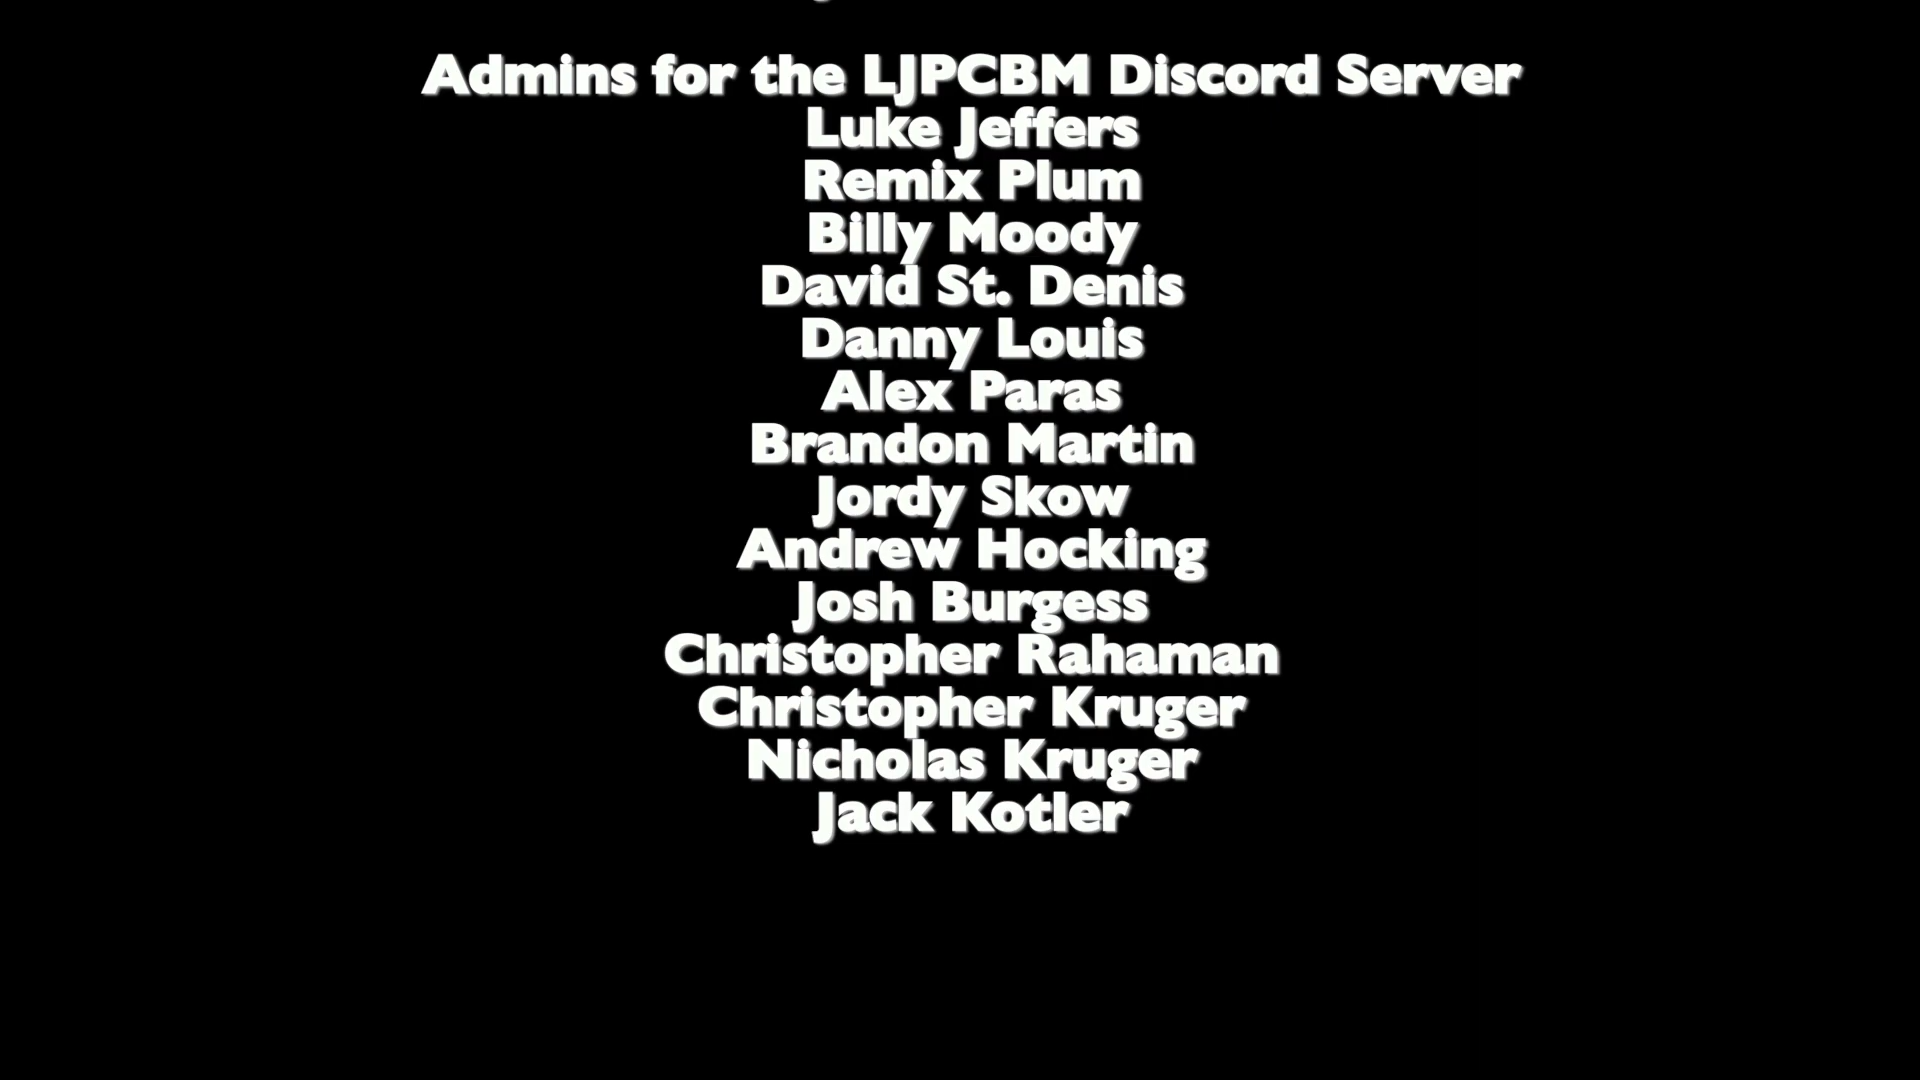 Admins for the LJPCBM Discord Server
Luke Jeffers
Remix Plum
Billy Moody
David St. Denis
Danny Louis
Alex Paras
Brandon Martin
Jordy Skow
Andrew Hocking
Josh Burgess
Christopher Rahaman
Christopher Kruger
Nicholas Kruger
Jack Kotler